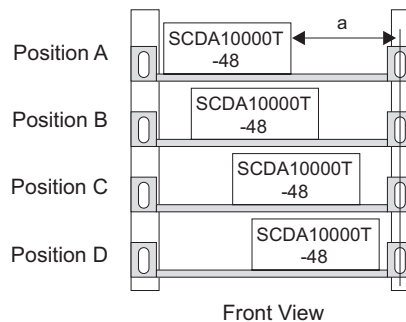 SCDA10000T
-48
a
Position A
SCDA10000T
-48
Position B
SCDA10000T
-48
Position C
SCDA10000T
-48
Position D
Front View